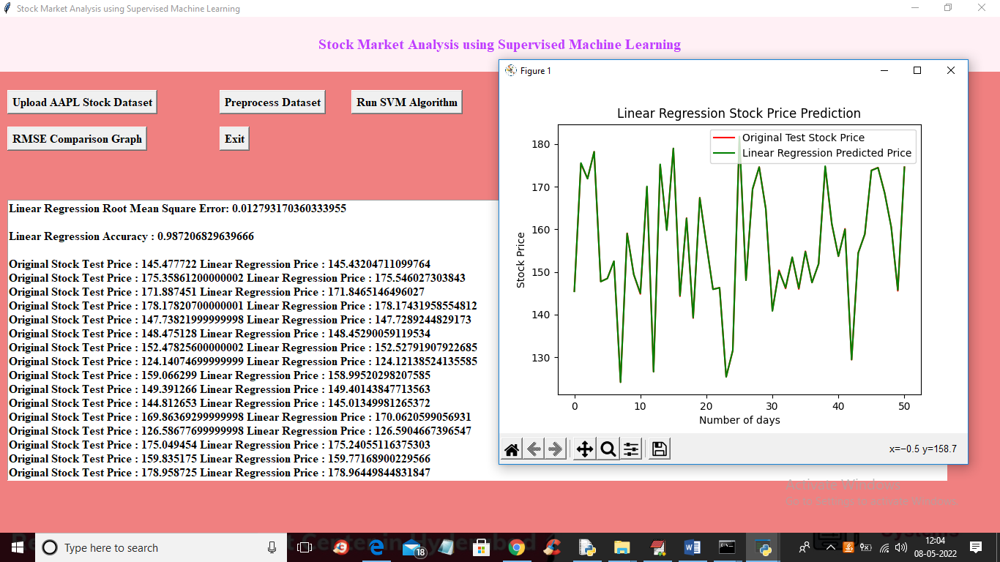 Stock Market Analysis using Supervised Machine Learning
Stock Market Analysis using Supervised Machine Learning
Upload AAPL Stock Dataset
Preprocess Dataset
Run SVM Algorithm
RMSE Comparison Graph
Exit
Linear Regression Root Mean Square Error: 0.012793170360333955
Linear Regression Accuracy : 0.987206829639666
Original Stock Test Price : 145.477722 Linear Regression Price : 145.43204711099764
Original Stock Test Price : 175.35861200000002 Linear Regression Price : 175.546027303843
Original Stock Test Price : 171.887451 Linear Regression Price : 171.8465146496027
Original Stock Test Price : 178.17820700000001 Linear Regression Price : 178.17431958554812
Original Stock Test Price : 147.73821999999998 Linear Regression Price : 147.7289244829173
Original Stock Test Price : 148.475128 Linear Regression Price : 148.45290059119534
Original Stock Test Price : 152.47825600000002 Linear Regression Price : 152.52791907922685
Original Stock Test Price : 124.14074699999999 Linear Regression Price : 124.12138524135585
Original Stock Test Price : 159.066299 Linear Regression Price : 158.99520298207585
Original Stock Test Price : 149.391266 Linear Regression Price : 149.40143847713563
Original Stock Test Price : 144.812653 Linear Regression Price : 145.01349981265372
Original Stock Test Price : 169.86369299999998 Linear Regression Price : 170.0620599056931
Original Stock Test Price : 126.58677699999998 Linear Regression Price : 126.5904667396547
Original Stock Test Price : 175.049454 Linear Regression Price : 175.24055116375303
Original Stock Test Price : 159.835175 Linear Regression Price : 159.77168900229566
Original Stock Test Price : 178.958725 Linear Regression Price : 178.96449844831847
Figure 1
Linear Regression Stock Price Prediction
Original Test Stock Price
Linear Regression Predicted Price
Stock Price
180
170
160
150
140
130
0 10 20 30 40 50
Number of days
x=−0.5 y=158.7
Activate Windows
Go to Settings to activate Windows.
Type here to search
18
12:04
08-05-2022